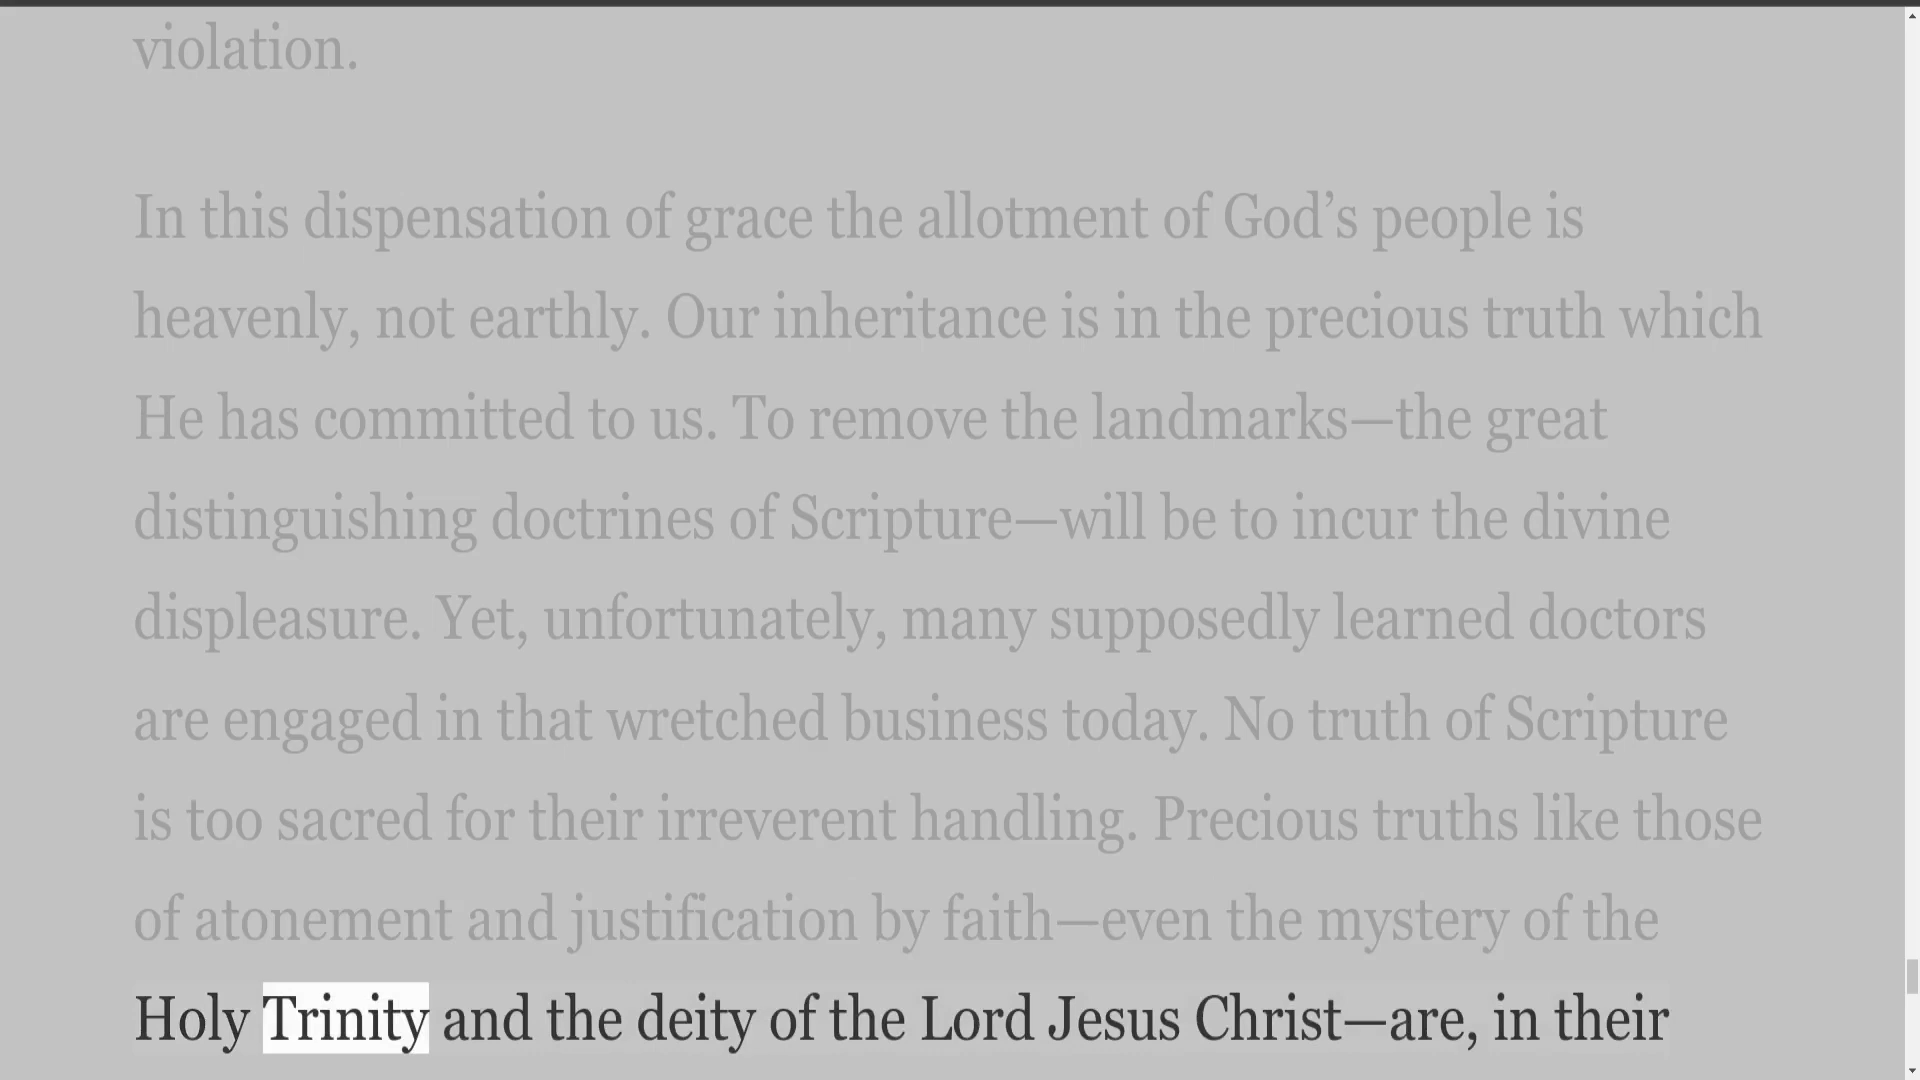 violation.
In this dispensation of grace the allotment of God’s people is
heavenly, not earthly. Our inheritance is in the precious truth which
He has committed to us. To remove the landmarks—the great
distinguishing doctrines of Scripture—will be to incur the divine
displeasure. Yet, unfortunately, many supposedly learned doctors
are engaged in that wretched business today. No truth of Scripture
is too sacred for their irreverent handling. Precious truths like those
of atonement and justification by faith—even the mystery of the
Holy Trinity and the deity of the Lord Jesus Christ—are, in their